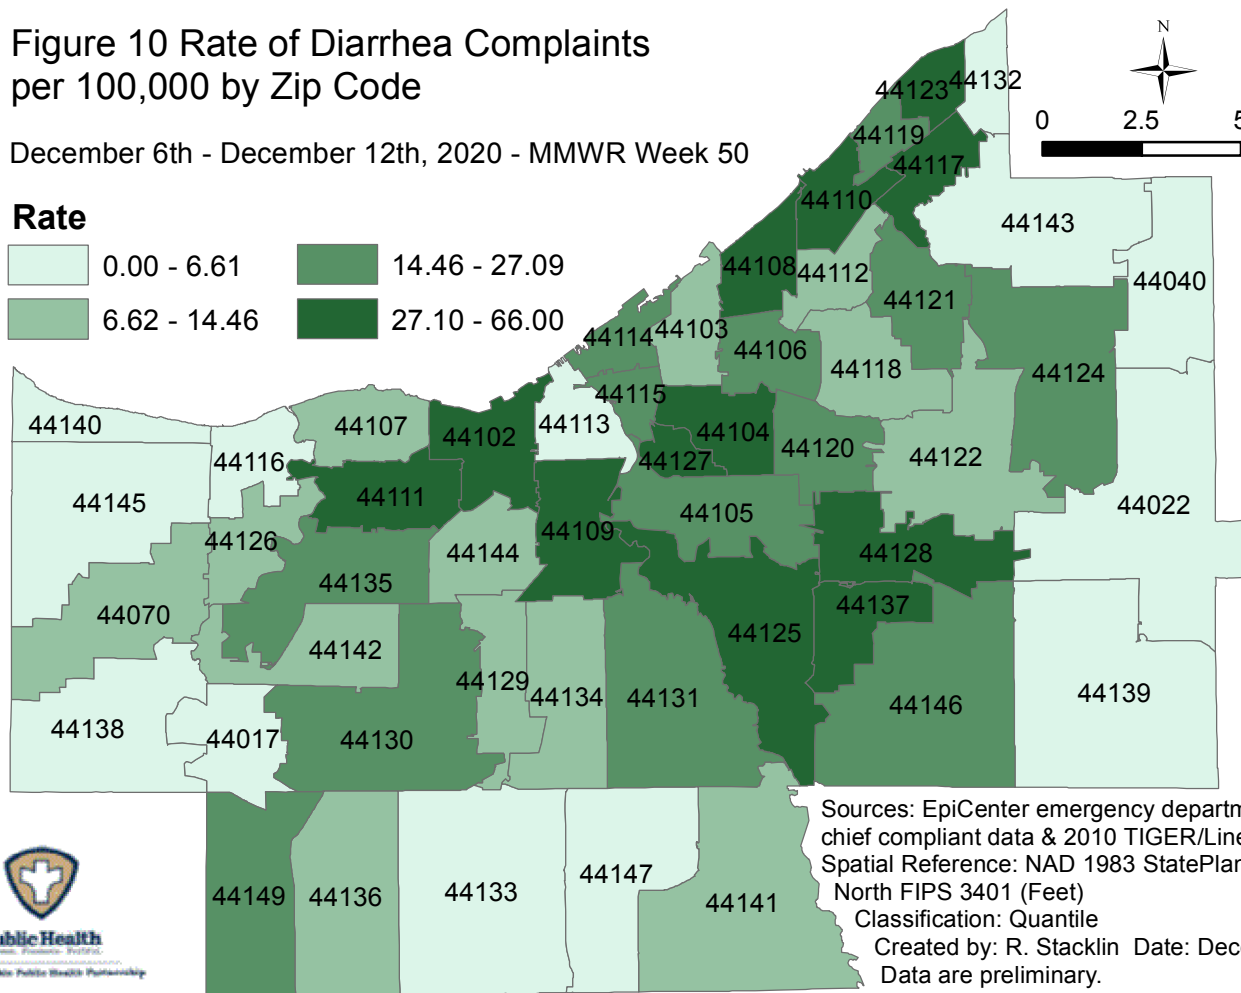 Figure 10 Rate of Diarrhea Complaints
per 100,000 by Zip Code
December 6th - December 12th, 2020 - MMWR Week 50
Rate
0.00 - 6.61
14.46 - 27.09
6.62 - 14.46
27.10 - 66.00
N
0 2.5 5
44123
44132
44119
44117
44110
44143
44108
44112
44040
44121
44114
44103
44106
44118
44124
44115
44140
44107
44102
44113
44104
44116
44127
44120
44122
44145
44111
44022
44105
44109
44126
44144
44128
44135
44070
44137
44125
44142
44129
44134
44131
44139
44146
44138
44017
44130
44149
44136
44133
44147
44141
Sources: EpiCenter emergency departm
chief compliant data & 2010 TIGER/Line
Spatial Reference: NAD 1983 StatePlan
North FIPS 3401 (Feet)
Classification: Quantile
Created by: R. Stacklin Date: Dec
Data are preliminary.
ublic Health
Public Health Partnership